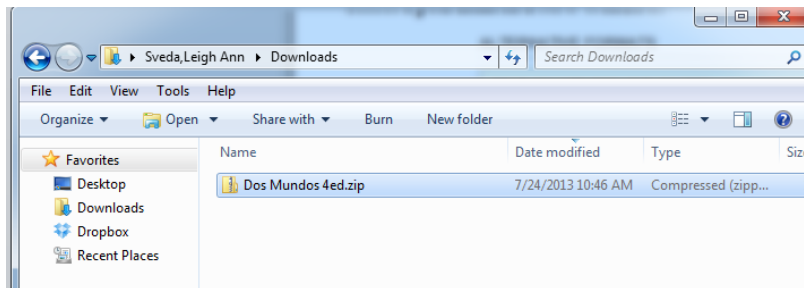 Sveda,Leigh Ann Downloads Search Downloads
File Edit View Tools Help
Organize Open Share with Burn New folder
Favorites Name Date modified Type Siz
Desktop Dos Mundos 4ed.zip 7/24/2013 10:46 AM Compressed (zipp...
Downloads
Dropbox
Recent Places